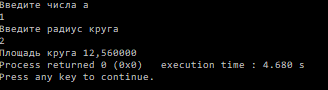 Введите числа а
1
Введите радиус круга
2
Площадь круга 12,560000
Process returned 0 (0x0)   execution time : 4.680 s
Press any key to continue.